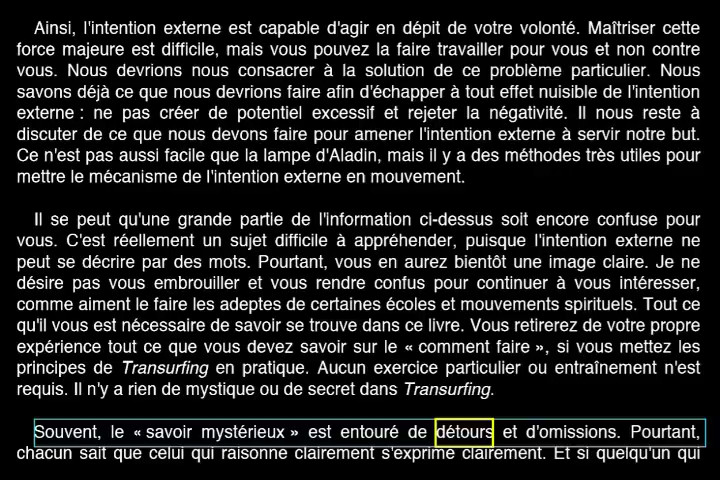 Ainsi, l'intention externe est capable d'agir en dépit de votre volonté. Maîtriser cette
force majeure est difficile, mais vous pouvez la faire travailler pour vous et non contre
vous. Nous devrions nous consacrer à la solution de ce problème particulier. Nous
savons déjà ce que nous devrions faire afin d'échapper à tout effet nuisible de l'intention
externe : ne pas créer de potentiel excessif et rejeter la négativité. Il nous reste à
discuter de ce que nous devons faire pour amener l'intention externe à servir notre but.
Ce n'est pas aussi facile que la lampe d'Aladin, mais il y a des méthodes très utiles pour
mettre le mécanisme de l'intention externe en mouvement.
Il se peut qu'une grande partie de l'information ci-dessus soit encore confuse pour
vous. C'est réellement un sujet difficile à appréhender, puisque l'intention externe ne
peut se décrire par des mots. Pourtant, vous en aurez bientôt une image claire. Je ne
désire pas vous embrouiller et vous rendre confus pour continuer à vous intéresser,
comme aiment le faire les adeptes de certaines écoles et mouvements spirituels. Tout ce
qu'il vous est nécessaire de savoir se trouve dans ce livre. Vous retirerez de votre propre
expérience tout ce que vous devez savoir sur le « comment faire », si vous mettez les
principes de Transurfing en pratique. Aucun exercice particulier ou entraînement n'est
requis. Il n'y a rien de mystique ou de secret dans Transurfing.
Souvent, le « savoir mystérieux » est entouré de détours et d'omissions. Pourtant,
chacun sait que celui qui raisonne clairement s'exprime clairement. Et si quelqu'un qui